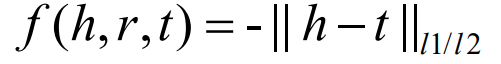 f(h,r,t) = -|| h - t ||_{l1/l2}